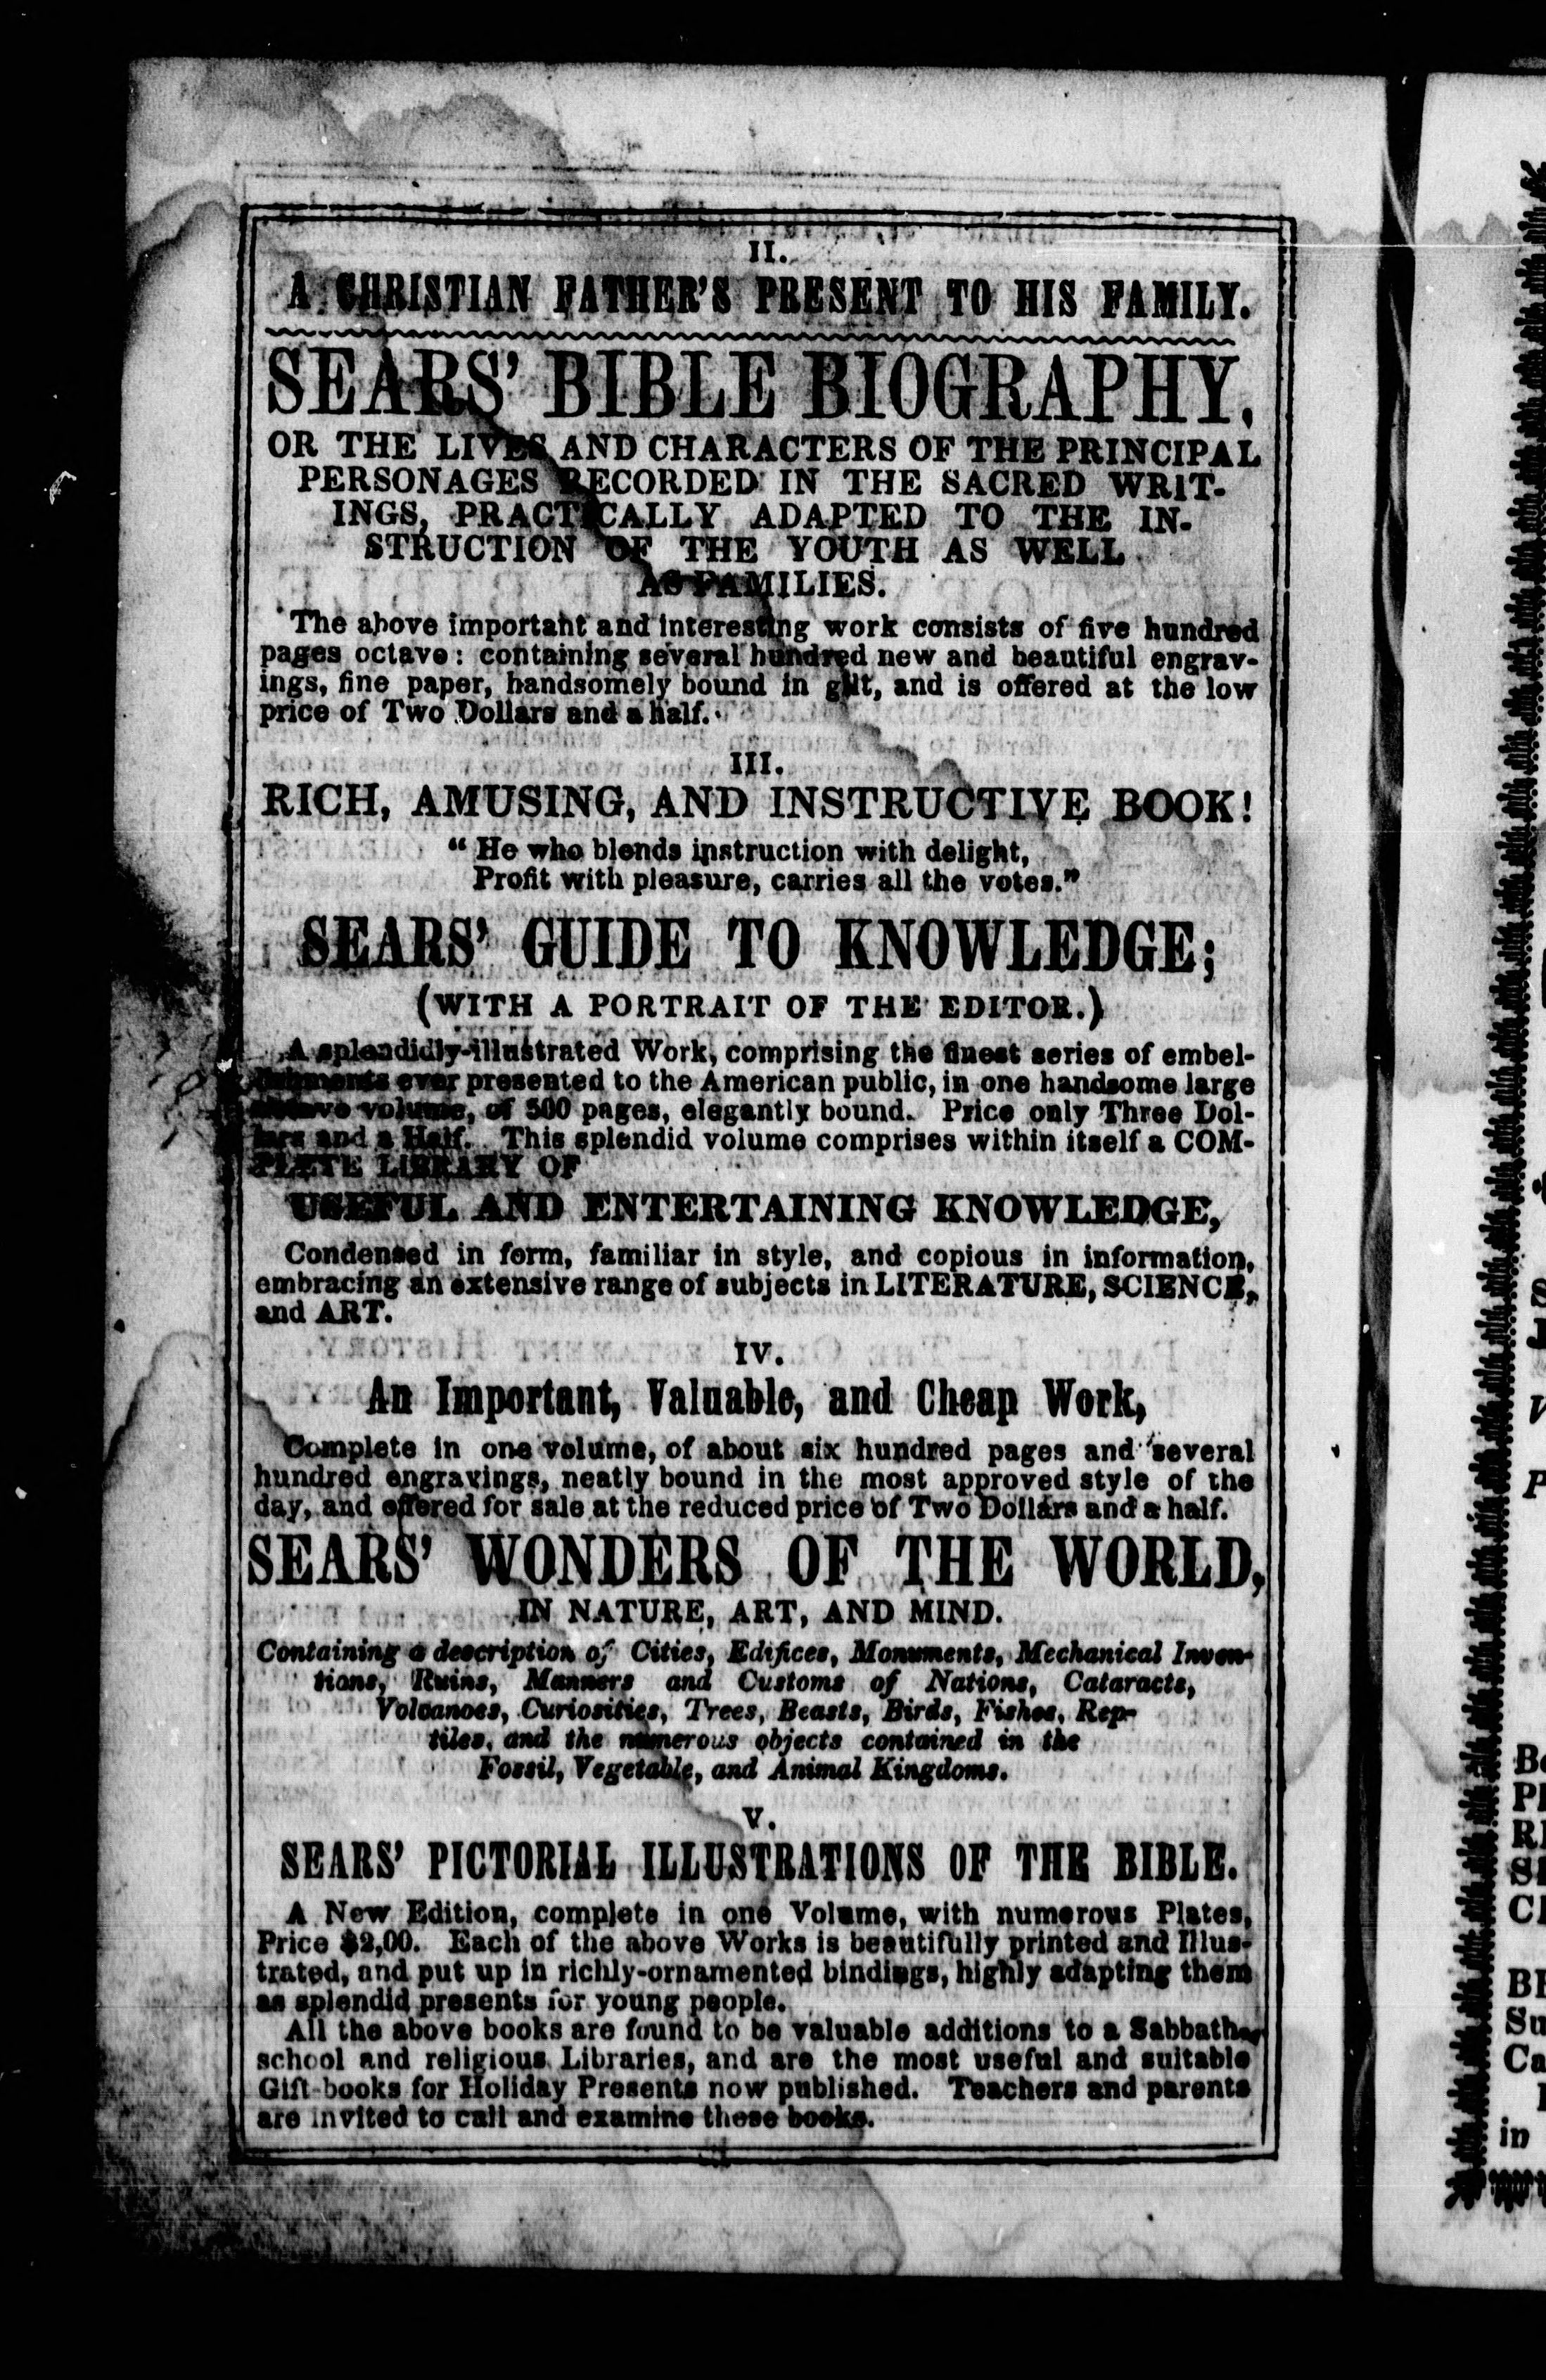 II.
A CHRISTIAN FATHER'S PRESENT TO HIS FAMILY.
SEARS' BIBLE BIOGRAPHY,
OR THE LIVES AND CHARACTERS OF THE PRINCIPAL
PERSONAGES RECORDED IN THE SACRED WRIT-
INGS, PRACTICALLY ADAPTED TO THE IN-
STRUCTION OF THE YOUTH AS WELL
AS FAMILIES.
The above important and interesting work consists of five hundred
pages octavo: containing several hundred new and beautiful engrav-
ings, fine paper, handsomely bound in gilt, and is offered at the low
price of Two Dollars and a half.
III.
RICH, AMUSING, AND INSTRUCTIVE BOOK!
"He who blends instruction with delight,
Profit with pleasure, carries all the votes."
SEARS' GUIDE TO KNOWLEDGE;
(WITH A PORTRAIT OF THE EDITOR.)
A splendidly-illustrated Work, comprising the finest series of embel-
lishments ever presented to the American public, in one handsome large
octavo volume, of 500 pages, elegantly bound. Price only Three Dol-
lars and a Half. This splendid volume comprises within itself a COM-
PLETE LIBRARY OF
USEFUL AND ENTERTAINING KNOWLEDGE,
Condensed in form, familiar in style, and copious in information,
embracing an extensive range of subjects in LITERATURE, SCIENCE,
and ART.
IV.
An Important, Valuable, and Cheap Work,
Complete in one volume, of about six hundred pages and several
hundred engravings, neatly bound in the most approved style of the
day, and offered for sale at the reduced price of Two Dollars and a half.
SEARS' WONDERS OF THE WORLD,
IN NATURE, ART, AND MIND.
Containing a description of Cities, Edifices, Monuments, Mechanical Inven-
tions, Ruins, Manners and Customs of Nations, Cataracts,
Volcanoes, Curiosities, Trees, Beasts, Birds, Fishes, Rep-
tiles, and the numerous objects contained in the
Fossil, Vegetable, and Animal Kingdoms.
V.
SEARS' PICTORIAL ILLUSTRATIONS OF THE BIBLE.
A New Edition, complete in one Volume, with numerous Plates,
Price $2,00. Each of the above Works is beautifully printed and Illus-
trated, and put up in richly-ornamented bindings, highly adapting them
as splendid presents for young people.
All the above books are found to be valuable additions to a Sabbath-
school and religious Libraries, and are the most useful and suitable
Gift-books for Holiday Presents now published. Teachers and parents
are invited to call and examine these books.